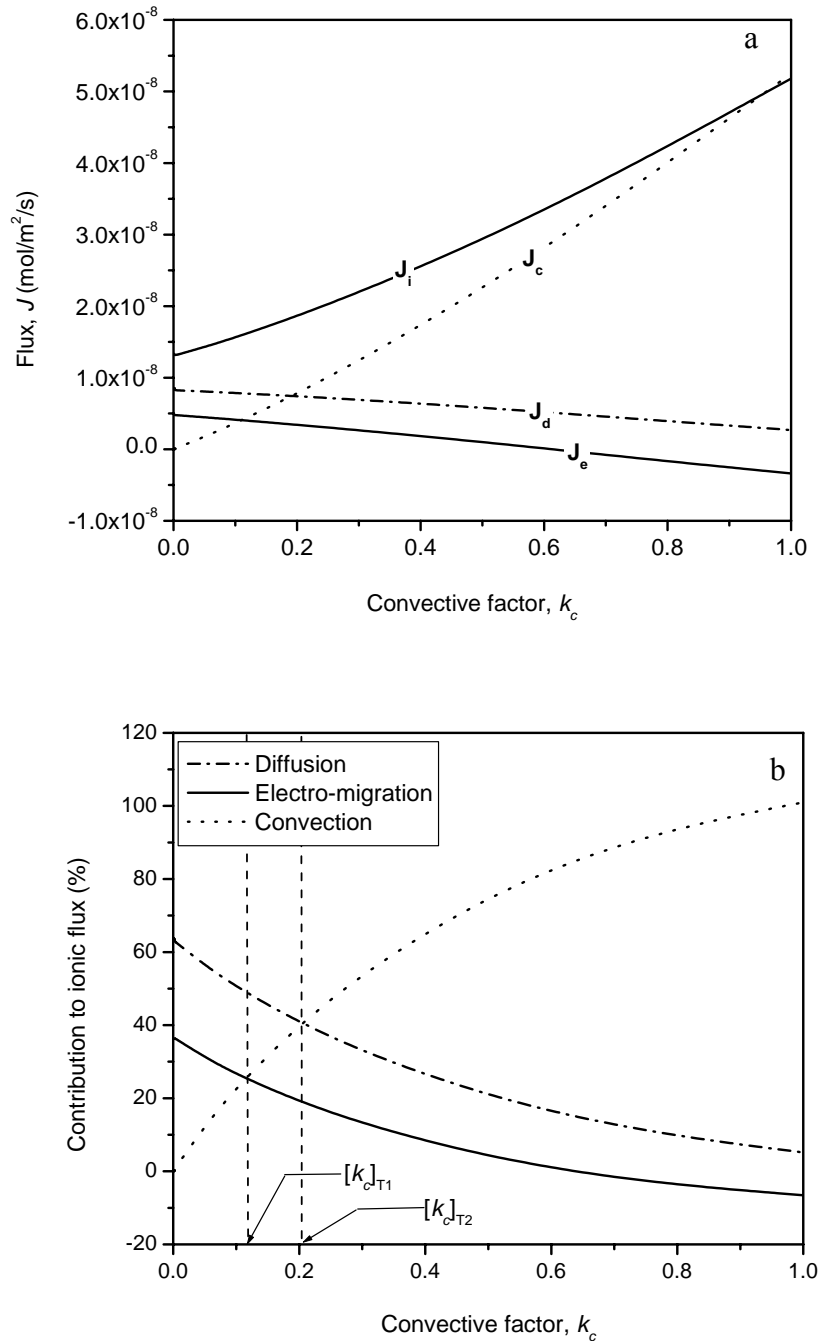 a
6.0x10⁻⁸
5.0x10⁻⁸
4.0x10⁻⁸
3.0x10⁻⁸
2.0x10⁻⁸
1.0x10⁻⁸
0.0
-1.0x10⁻⁸
Flux, J (mol/m²/s)
J_i
J_c
J_d
J_e
0.0 0.2 0.4 0.6 0.8 1.0
Convective factor, k_c
b
120
100
80
60
40
20
0
-20
Contribution to ionic flux (%)
Diffusion
Electro-migration
Convection
[k_c]_T1
[k_c]_T2
0.0 0.2 0.4 0.6 0.8 1.0
Convective factor, k_c